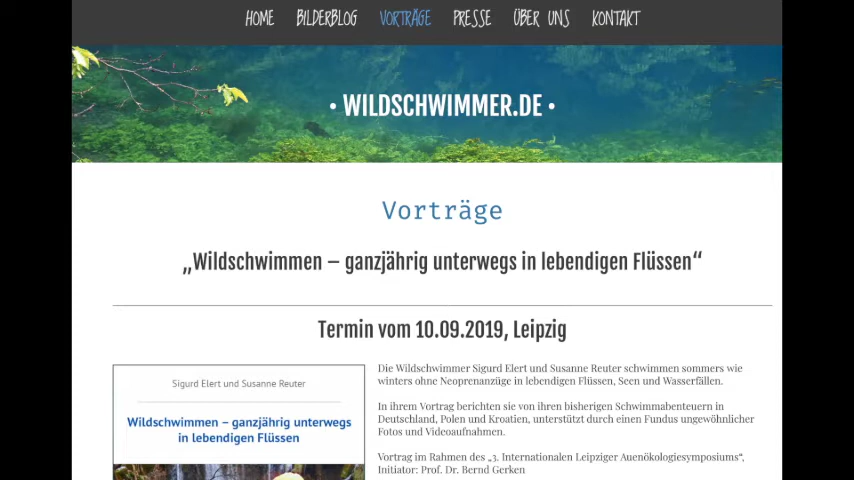 HOME BILDERBLOG VORTRÄGE PRESSE ÜBER UNS KONTAKT
• WILDSCHWIMMER.DE •
Vorträge
„Wildschwimmen – ganzjährig unterwegs in lebendigen Flüssen“
Termin vom 10.09.2019, Leipzig
Sigurd Elert und Susanne Reuter
Wildschwimmen – ganzjährig unterwegs
in lebendigen Flüssen
Die Wildschwimmer Sigurd Elert und Susanne Reuter schwimmen sommers wie
winters ohne Neoprenanzüge in lebendigen Flüssen, Seen und Wasserfällen.
In ihrem Vortrag berichten sie von ihren bisherigen Schwimmabenteuern in
Deutschland, Polen und Kroatien, unterstützt durch einen Fundus ungewöhnlicher
Fotos und Videoaufnahmen.
Vortrag im Rahmen des „3. Internationalen Leipziger Auenökologiesymposiums“,
Initiator: Prof. Dr. Bernd Gerken